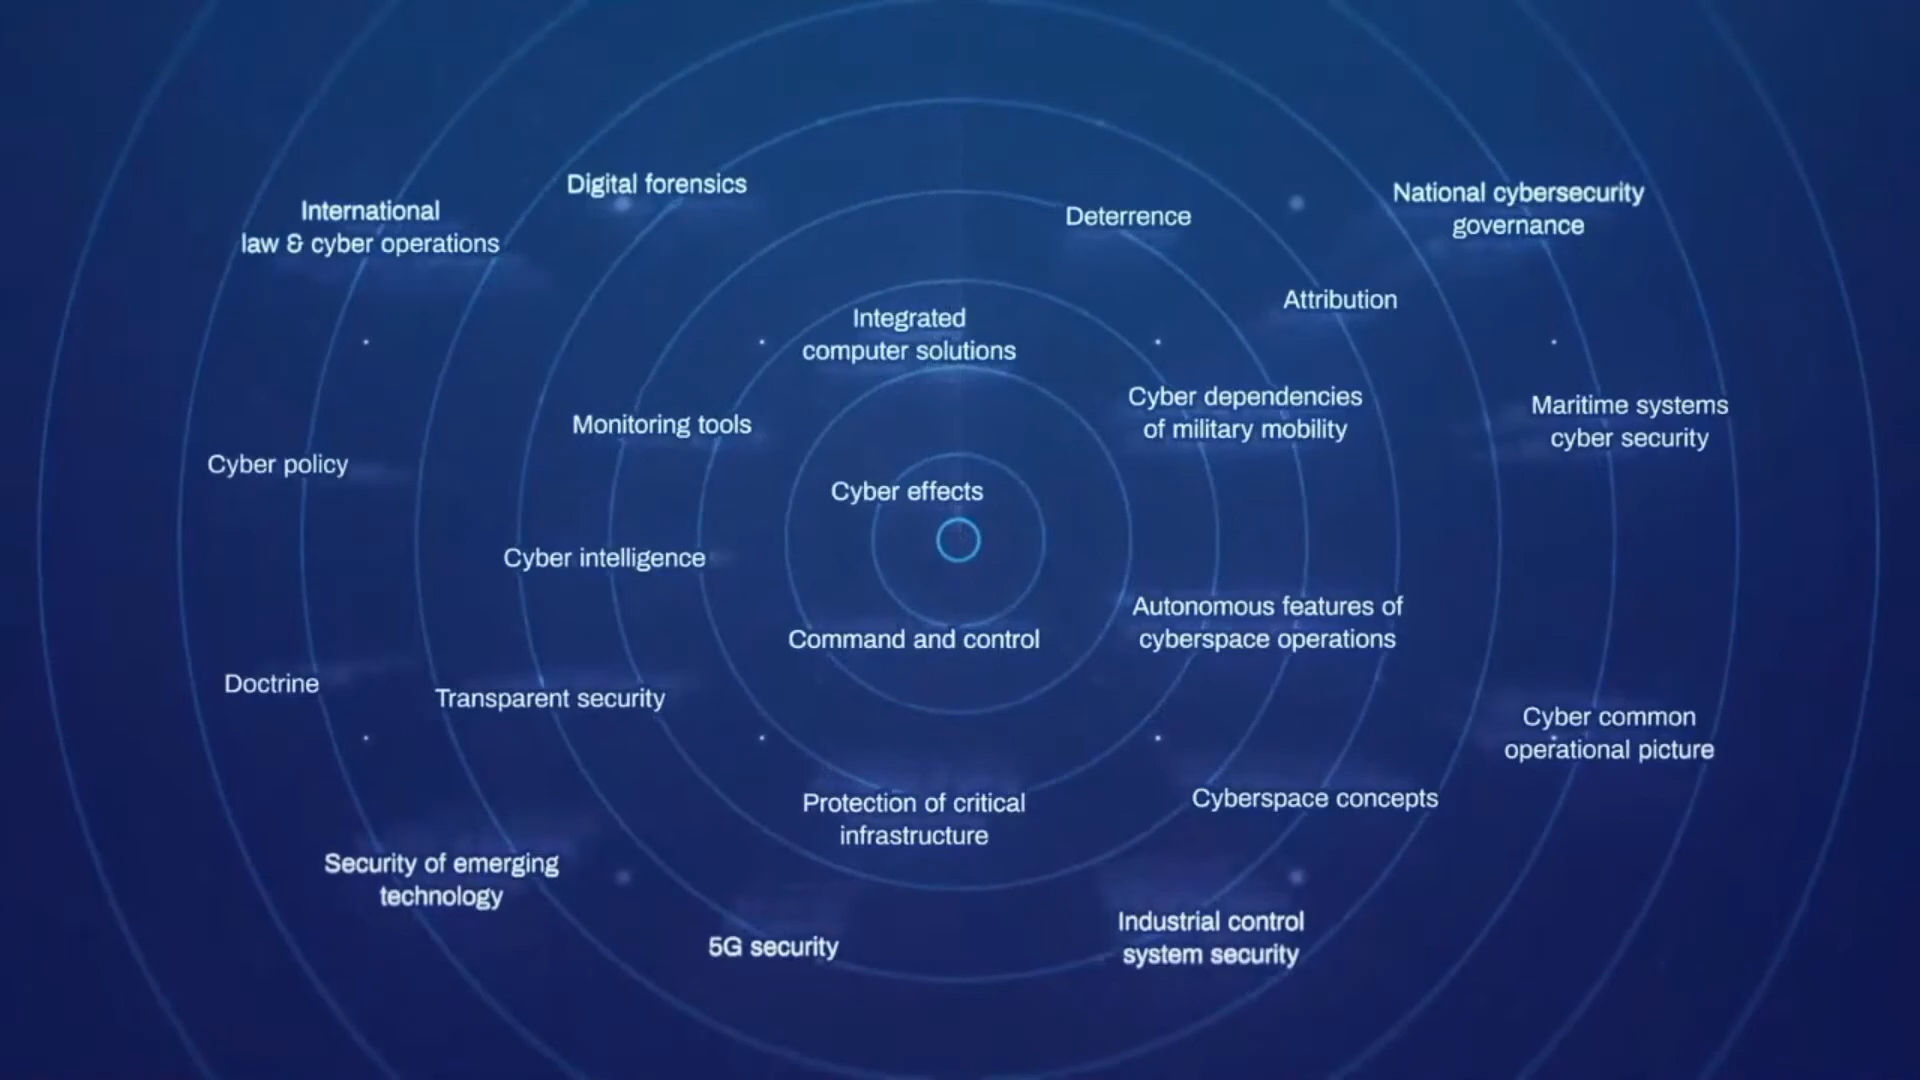 Digital forensics
International
law & cyber operations
Deterrence
National cybersecurity
governance
Attribution
Integrated
computer solutions
Monitoring tools
Cyber dependencies
of military mobility
Maritime systems
cyber security
Cyber policy
Cyber effects
Cyber intelligence
Command and control
Autonomous features of
cyberspace operations
Doctrine
Transparent security
Cyber common
operational picture
Protection of critical
infrastructure
Cyberspace concepts
Security of emerging
technology
5G security
Industrial control
system security